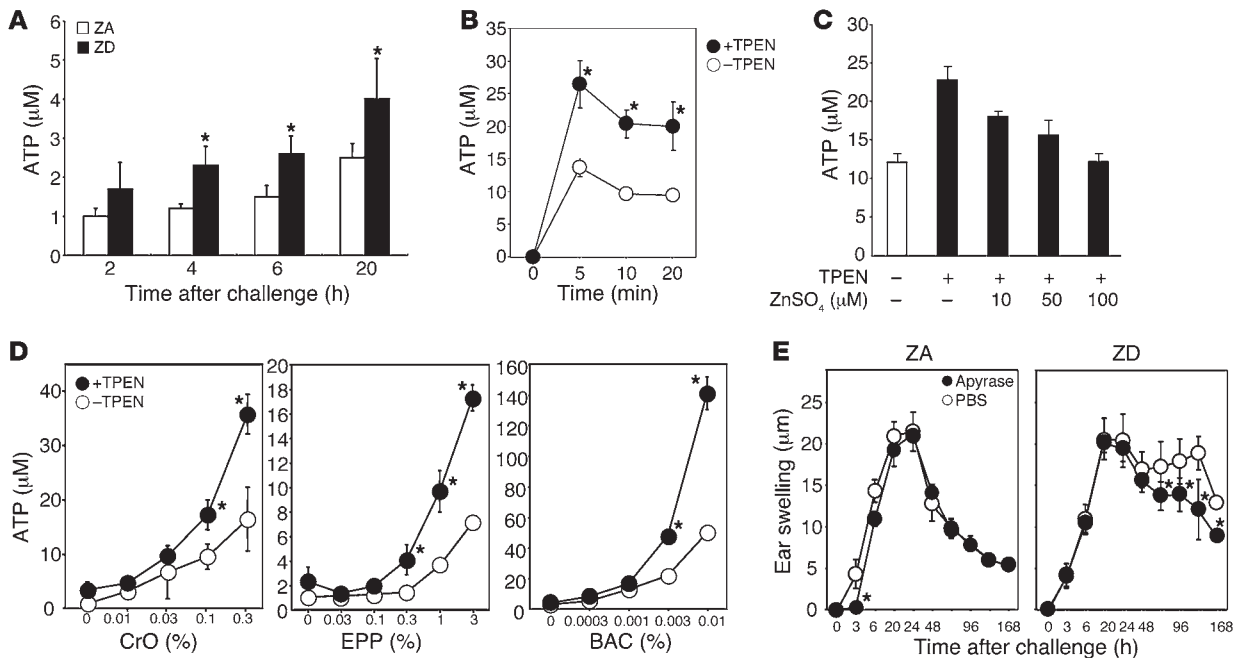 A
ZA
ZD
ATP (μM)
6
5
4
3
2
1
0
*
*
*
2 4 6 20
Time after challenge (h)
B
+TPEN
–TPEN
ATP (μM)
35
30
25
20
15
10
5
0
*
*
*
0 5 10 20
Time (min)
C
ATP (μM)
30
25
20
15
10
5
0
TPEN – + + + +
ZnSO4 (μM) – – 10 50 100
D
+TPEN
–TPEN
ATP (μM)
40
30
20
10
0
*
*
0 0.01 0.03 0.1 0.3
CrO (%)
20
18
16
14
12
10
8
6
4
2
0
*
*
*
0 0.03 0.1 0.3 1 3
EPP (%)
160
140
120
100
80
60
40
20
0
*
*
0 0.0003 0.001 0.003 0.01
BAC (%)
E
ZA
ZD
Apyrase
PBS
Ear swelling (μm)
25
20
15
10
5
0
*
* * * *
0 3 6 20 24 48 96 168
0 3 6 20 24 48 96 168
Time after challenge (h)